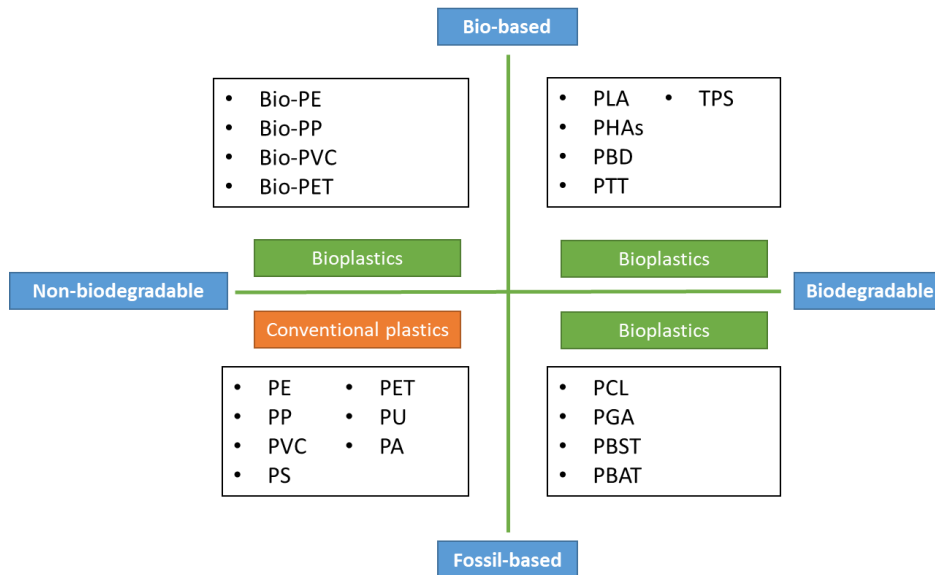 Bio-based
• Bio-PE
• Bio-PP
• Bio-PVC
• Bio-PET
• PLA • TPS
• PHAs
• PBD
• PTT
Bioplastics
Bioplastics
Non-biodegradable
Biodegradable
Conventional plastics
Bioplastics
• PE • PET
• PP • PU
• PVC • PA
• PS
• PCL
• PGA
• PBST
• PBAT
Fossil-based